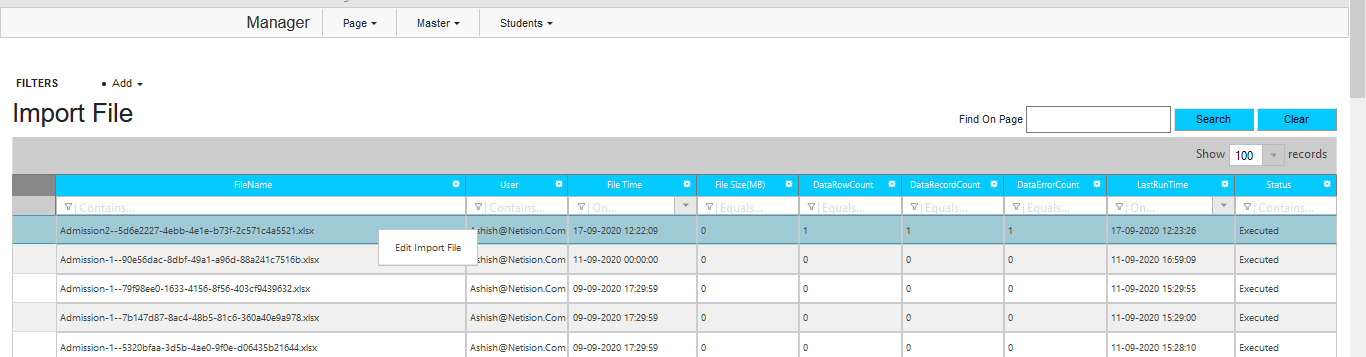 Manager Page Master Students
FILTERS • Add
Import File
Find On Page Search Clear
Show 100 records
FileName User File Time File Size(MB) DataRowCount DataRecordCount DataErrorCount LastRunTime Status
Contains... Contains... On... Equals... Equals... Equals... Equals... On... Contains...
Admission2--5d6e2227-4ebb-4e1e-b73f-2c571c4a5521.xlsx Ashish@Netision.Com 17-09-2020 12:22:09 0 1 1 1 17-09-2020 12:23:26 Executed
Edit Import File
Admission-1--90e56dac-8dbf-49a1-a96d-88a241c7516b.xlsx Ashish@Netision.Com 11-09-2020 00:00:00 0 0 0 0 11-09-2020 16:59:09 Executed
Admission-1--79f98ee0-1633-4156-8f56-403cf9439632.xlsx Ashish@Netision.Com 09-09-2020 17:29:59 0 0 0 0 11-09-2020 15:29:55 Executed
Admission-1--7b147d87-8ac4-48b5-81c6-360a40e9a978.xlsx Ashish@Netision.Com 09-09-2020 17:29:59 0 0 0 0 11-09-2020 15:29:00 Executed
Admission-1--5320bfaa-3d5b-4ae0-9f0e-d06435b21644.xlsx Ashish@Netision.Com 09-09-2020 17:29:59 0 0 0 0 11-09-2020 15:28:10 Executed